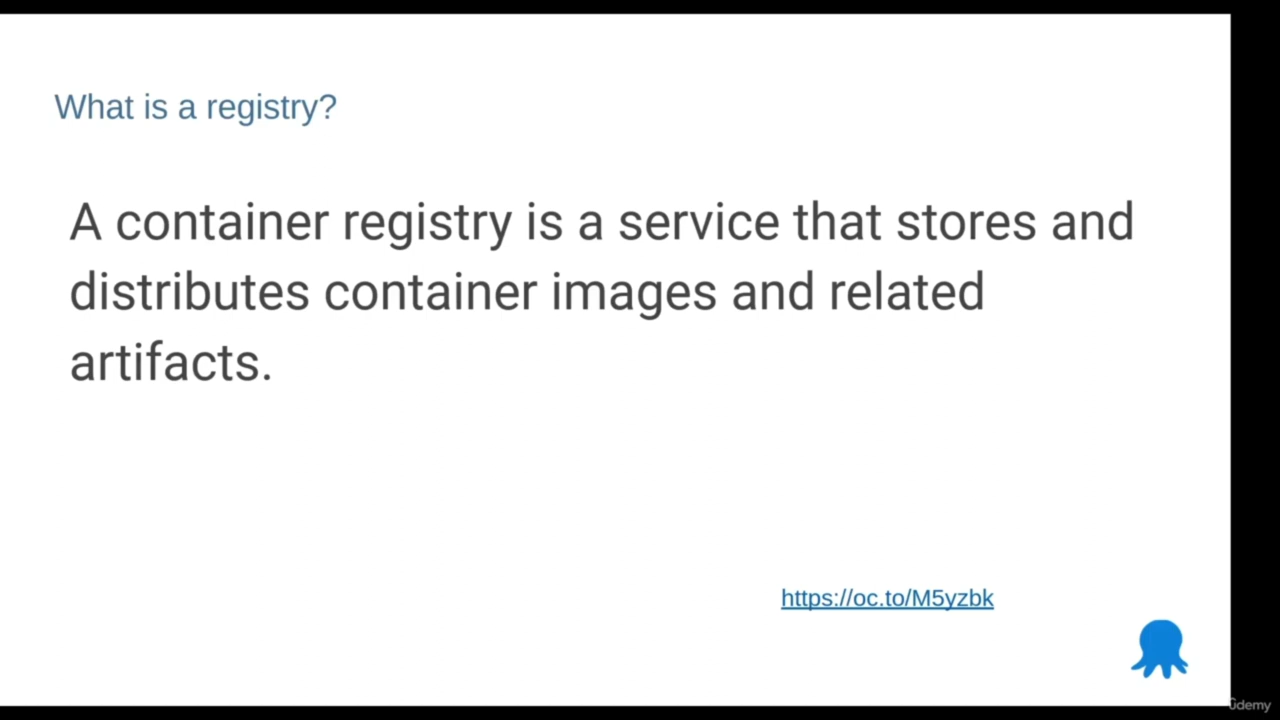 What is a registry?
A container registry is a service that stores and
distributes container images and related
artifacts.
https://oc.to/M5yzbk
ûdemy